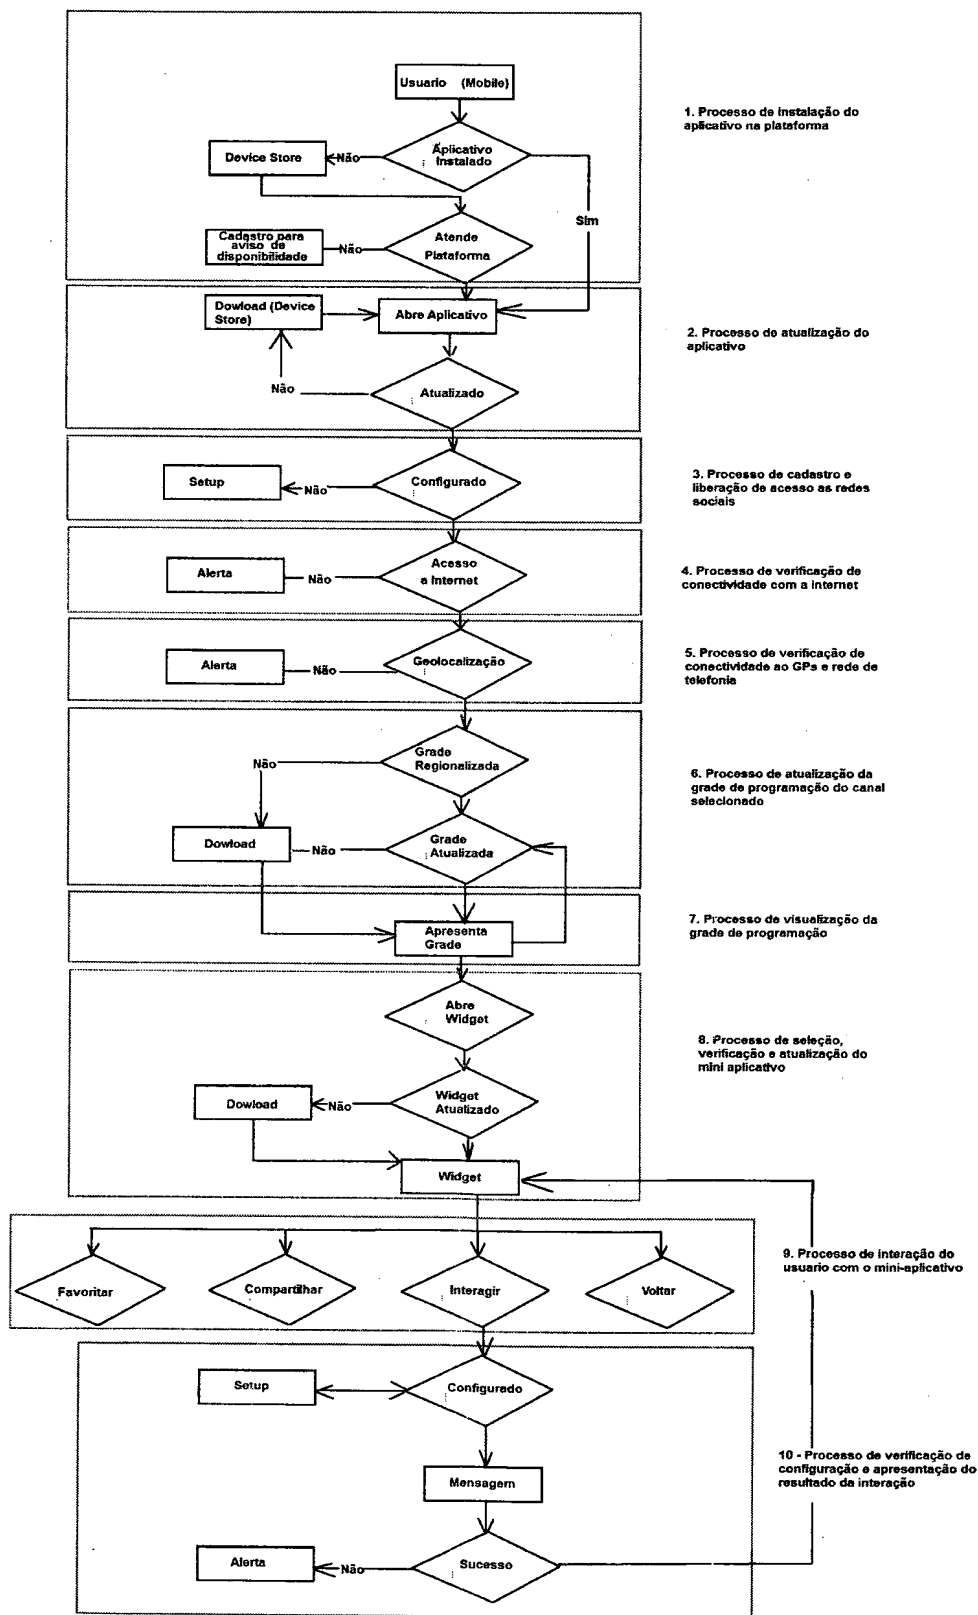 Usuario (Mobile)
1. Processo de instalação do
aplicativo na plataforma
Aplicativo
Instalado
Device Store
Não
Sim
Cadastro para
aviso de
disponibilidade
Não
Atende
Plataforma
Dowload (Device
Store)
Abre Aplicativo
2. Processo de atualização do
aplicativo
Não
Atualizado
Setup
Não
Configurado
3. Processo de cadastro e
liberação de acesso as redes
sociais
Alerta
Não
Acesso
a Internet
4. Processo de verificação de
conectividade com a internet
Alerta
Não
Geolocalização
5. Processo de verificação de
conectividade ao GPs e rede de
telefonia
Grade
Regionalizada
Não
6. Processo de atualização da
grade de programação do canal
selecionado
Dowload
Não
Grade
Atualizada
Apresenta
Grade
7. Processo de visualização da
grade de programação
Abre
Widget
8. Processo de seleção,
verificação e atualização do
mini aplicativo
Dowload
Não
Widget
Atualizado
Widget
9. Processo de interação do
usuario com o mini-aplicativo
Favoritar
Compartilhar
Interagir
Voltar
Setup
Configurado
10 - Processo de verificação de
configuração e apresentação do
resultado da interação
Mensagem
Alerta
Não
Sucesso